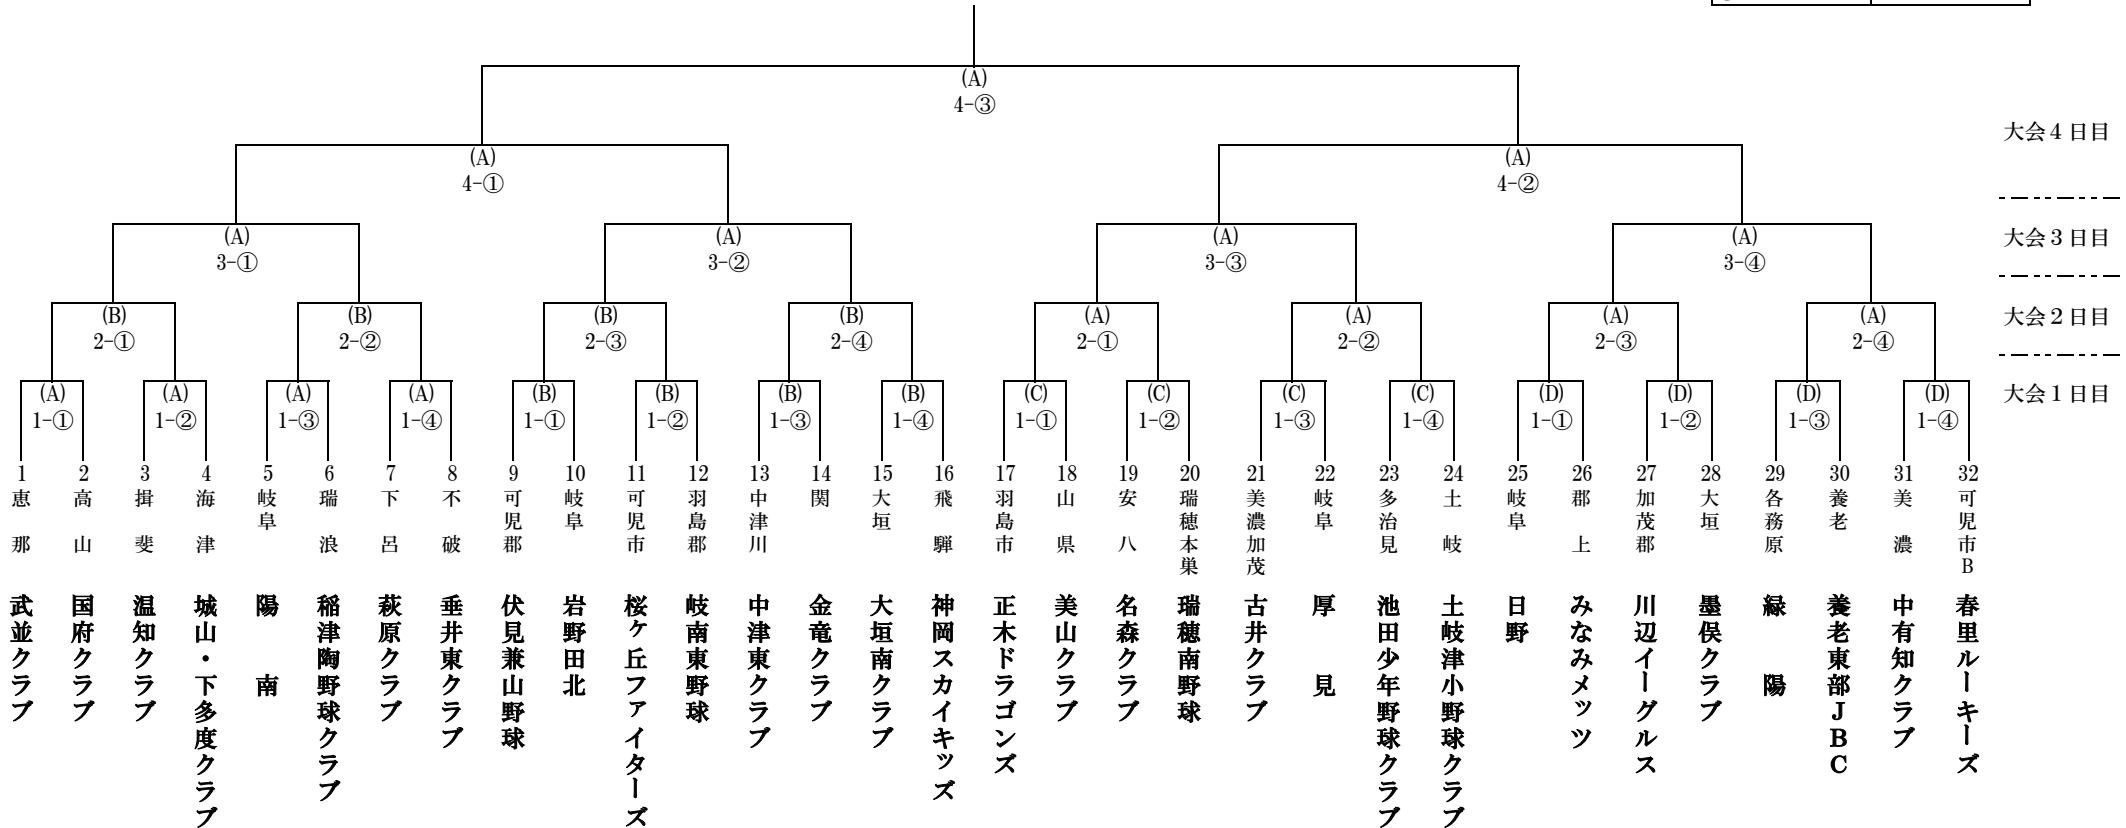 (A)
4-③
大会4日目
(A)
4-①
(A)
4-②
(A)
3-①
(A)
3-②
(A)
3-③
(A)
3-④
大会3日目
(B)
2-①
(B)
2-②
(B)
2-③
(B)
2-④
(A)
2-①
(A)
2-②
(A)
2-③
(A)
2-④
大会2日目
(A)
1-①
(A)
1-②
(A)
1-③
(A)
1-④
(B)
1-①
(B)
1-②
(B)
1-③
(B)
1-④
(C)
1-①
(C)
1-②
(C)
1-③
(C)
1-④
(D)
1-①
(D)
1-②
(D)
1-③
(D)
1-④
大会1日目
1
恵那
武並クラブ
2
高山
国府クラブ
3
揖斐
温知クラブ
4
海津
城山・下多度クラブ
5
岐阜
陽南
6
瑞浪
稲津陶野球クラブ
7
下呂
萩原クラブ
8
不破
垂井東クラブ
9
可児郡
伏見兼山野球
10
岐阜
岩野田北
11
可児市
桜ケ丘ファイターズ
12
羽島郡
岐南東野球
13
中津川
中津東クラブ
14
関
金竜クラブ
15
大垣
大垣南クラブ
16
飛騨
神岡スカイキッズ
17
羽島市
正木ドラゴンズ
18
山県
美山クラブ
19
安八
名森クラブ
20
瑞穂本巣
瑞穂南野球
21
美濃加茂
古井クラブ
22
岐阜
厚見
23
多治見
池田少年野球クラブ
24
土岐
土岐津小野球クラブ
25
岐阜
日野
26
郡上
みなみメッツ
27
加茂郡
川辺イーグルス
28
大垣
墨俣クラブ
29
各務原
緑陽
30
養老
養老東部JBC
31
美濃
中有知クラブ
32
可児市B
春里ルーキーズ